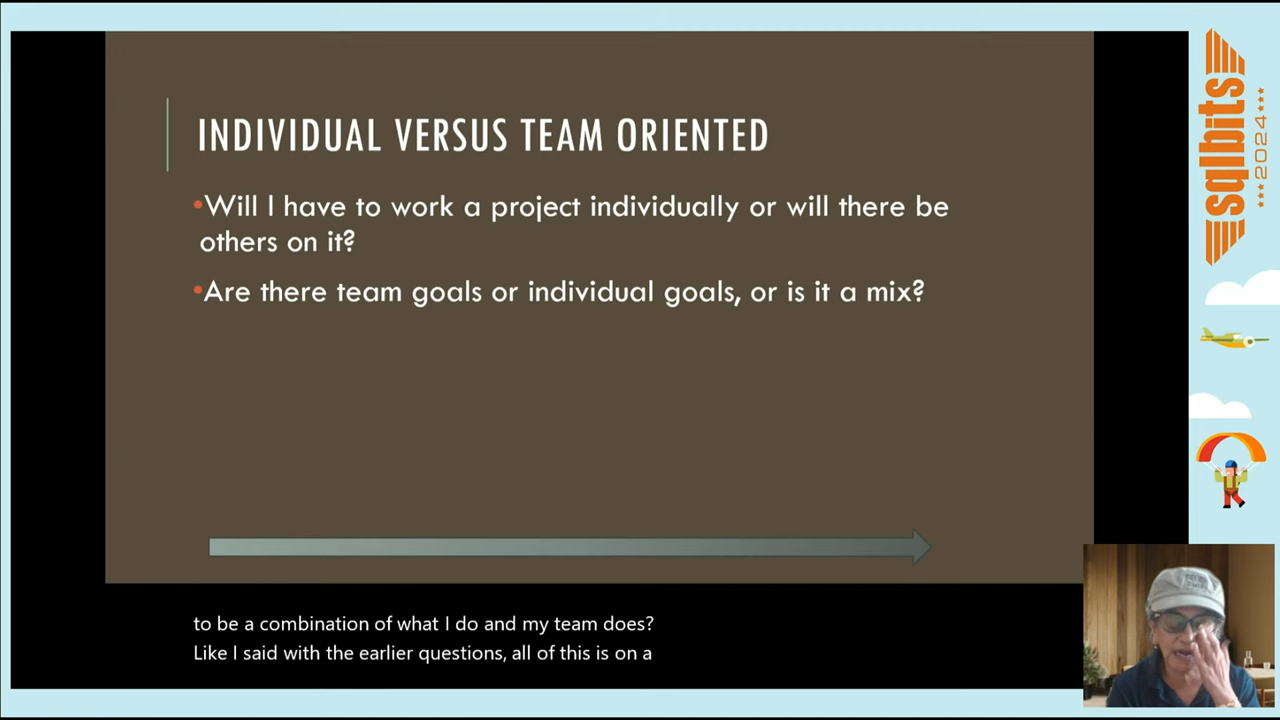 INDIVIDUAL VERSUS TEAM ORIENTED
•Will I have to work a project individually or will there be
others on it?
•Are there team goals or individual goals, or is it a mix?
to be a combination of what I do and my team does?
Like I said with the earlier questions, all of this is on a
sqlbits
2024